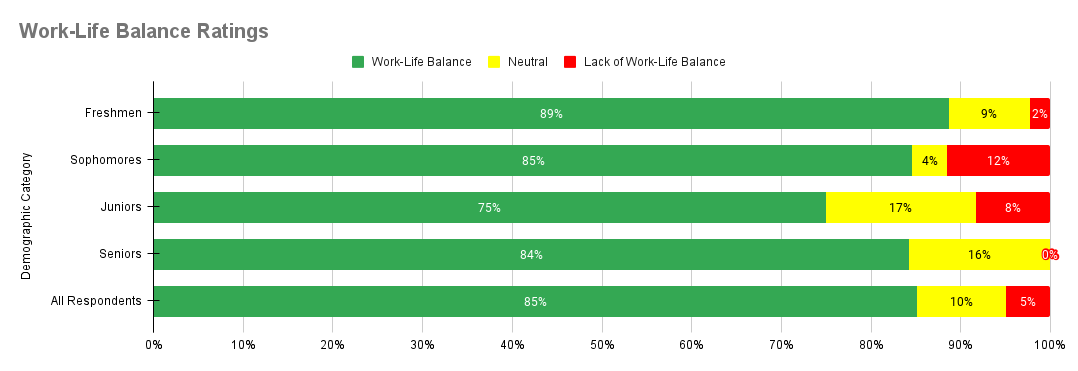 Work-Life Balance Ratings
Work-Life Balance Neutral Lack of Work-Life Balance
Demographic Category
Freshmen 89% 9% 2%
Sophomores 85% 4% 12%
Juniors 75% 17% 8%
Seniors 84% 16% 0%
All Respondents 85% 10% 5%
0% 10% 20% 30% 40% 50% 60% 70% 80% 90% 100%